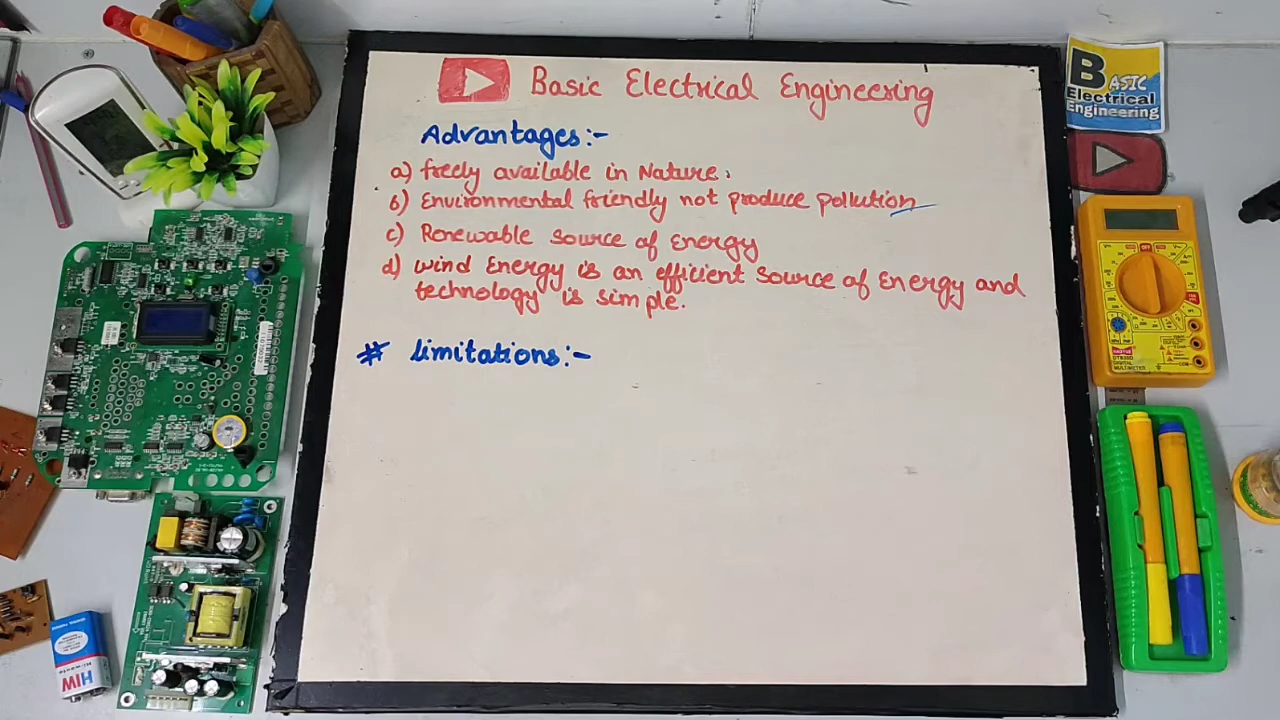 Basic Electrical Engineering
Advantages:-
a) freely available in Nature.
b) Environmental friendly not produce pollution
c) Renewable source of Energy
d) wind Energy is an efficient source of Energy and
technology is simple.
# limitations:-
BASIC
Electrical
Engineering
HIW